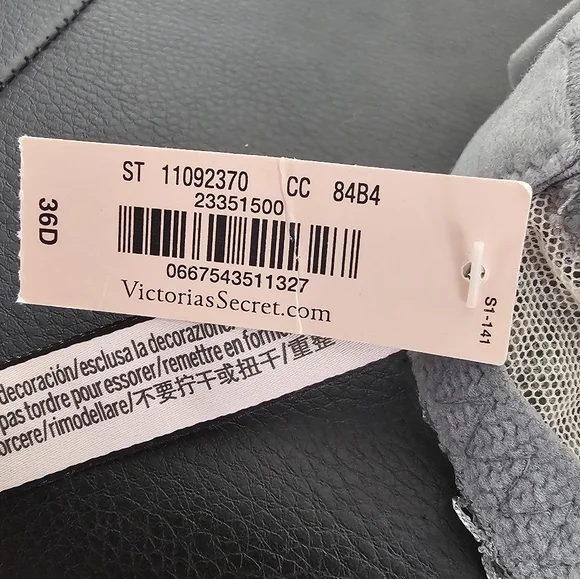 ST 11092370 CC 84B4
23351500
0667543511327
VictoriasSecret.com
36D
S1-141
decoración/esclusa la decorazione
pas tordre pour essorer/remettre en forme
orcere/rimodellare/不要拧干或扭干/重整